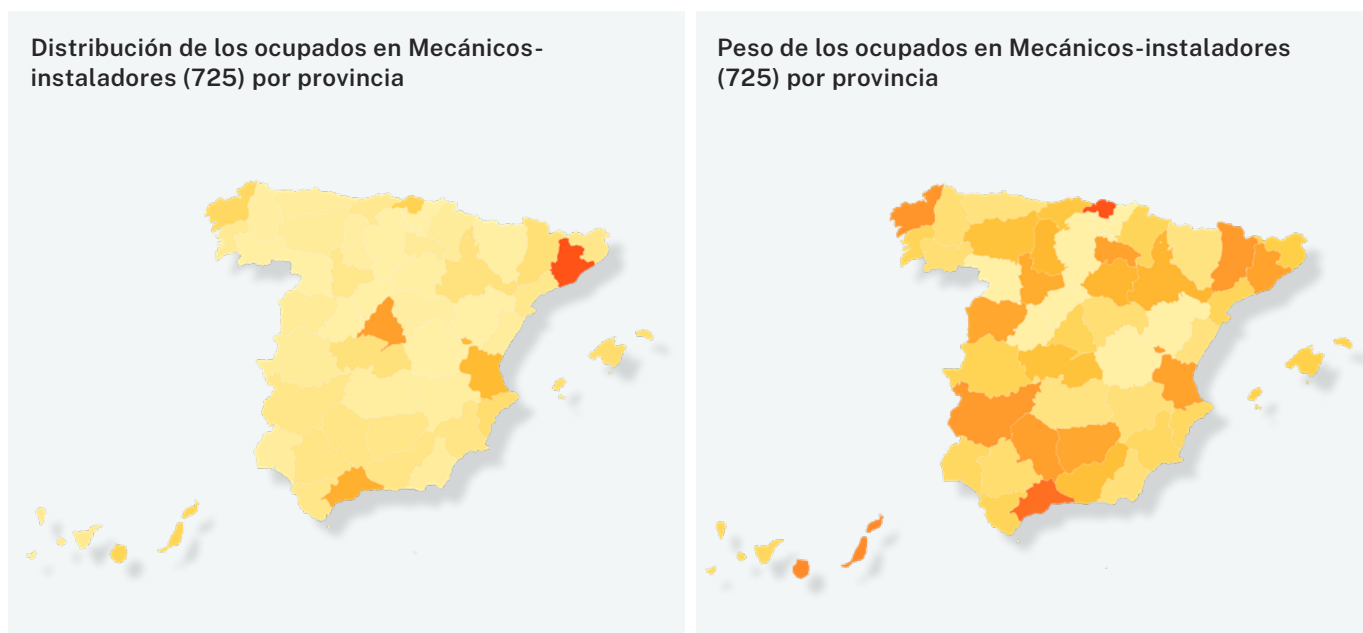 Distribución de los ocupados en Mecánicos-
instaladores (725) por provincia
Peso de los ocupados en Mecánicos-instaladores
(725) por provincia